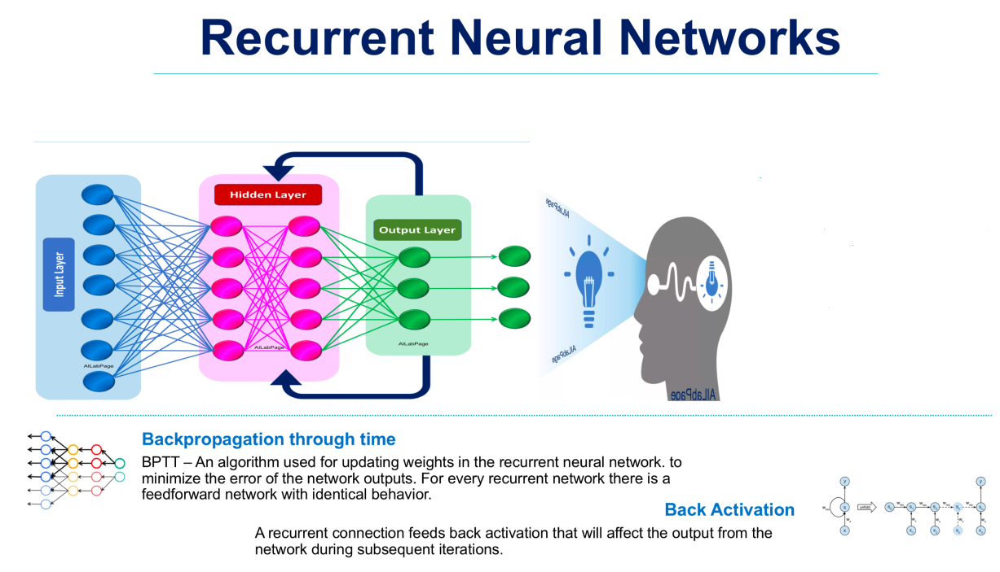 Recurrent Neural Networks
Hidden Layer
Output Layer
Input Layer
AILabPage
AILabPage
AILabPage
AILabPage
AILabPage
AILabPage
Backpropagation through time
BPTT – An algorithm used for updating weights in the recurrent neural network. to
minimize the error of the network outputs. For every recurrent network there is a
feedforward network with identical behavior.
Back Activation
A recurrent connection feeds back activation that will affect the output from the
network during subsequent iterations.
y
s
x
unfold
y